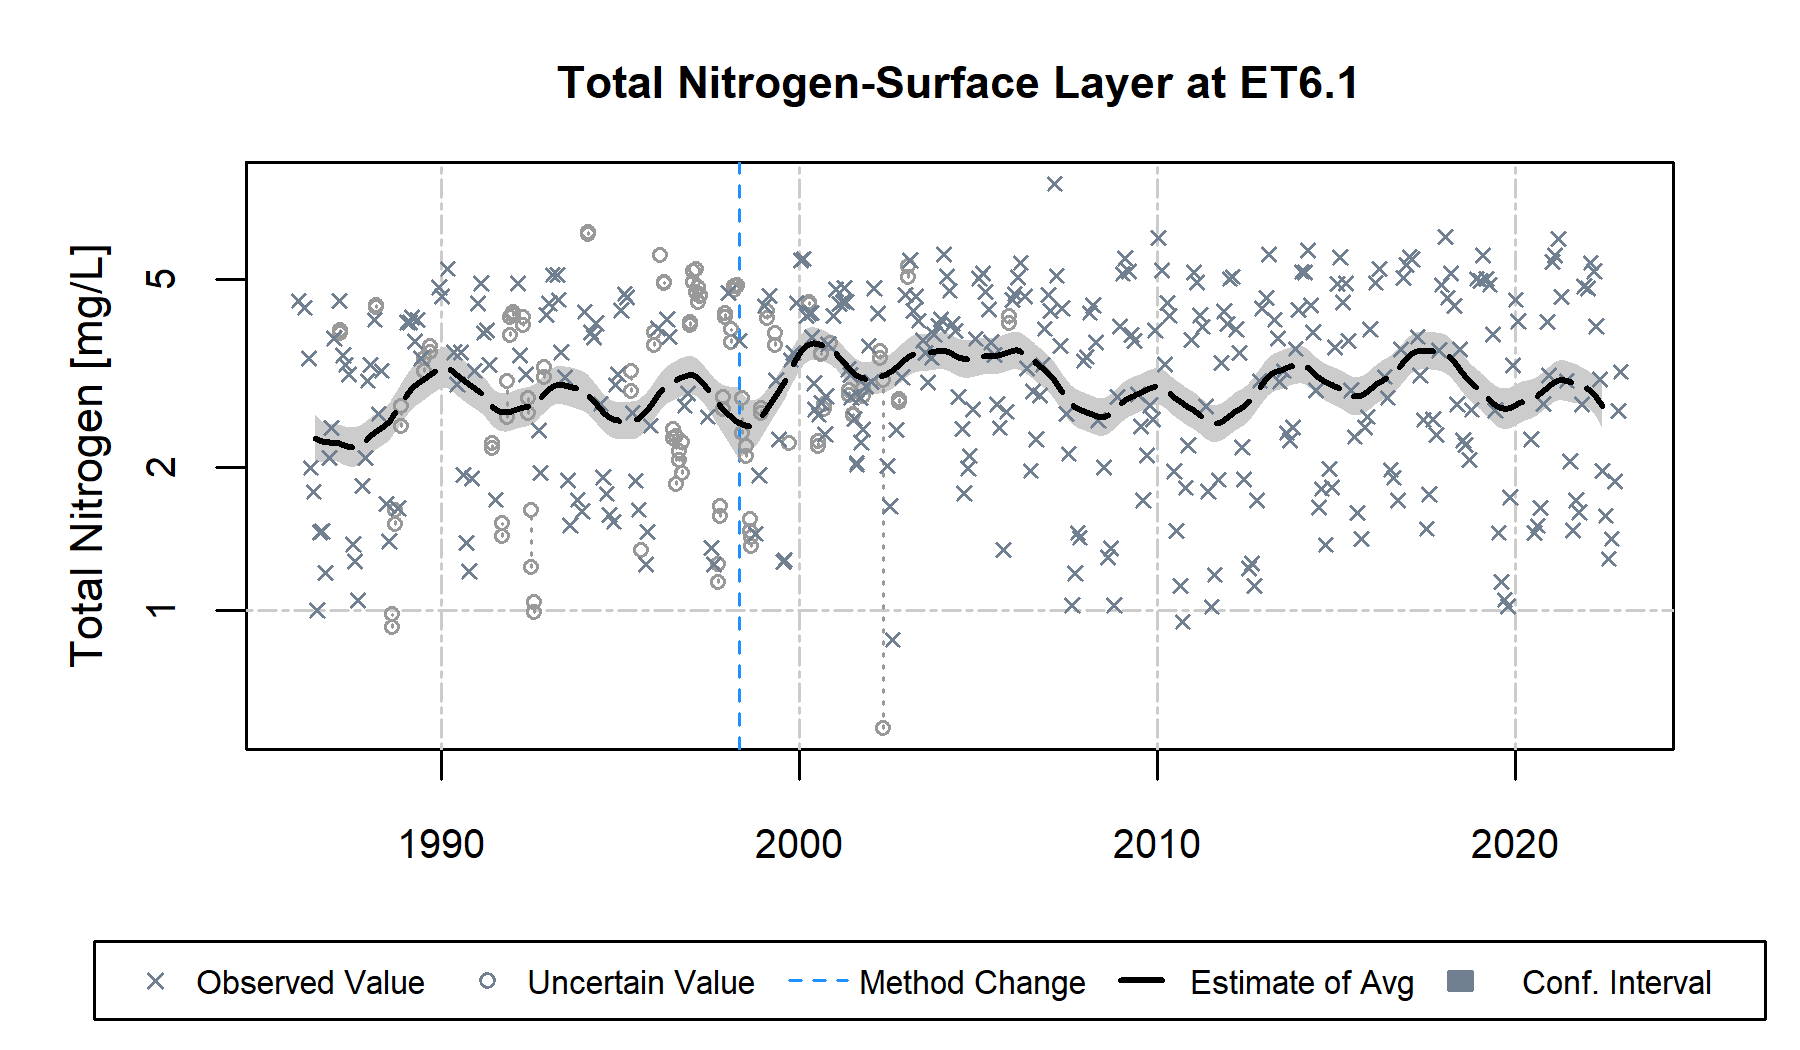 Total Nitrogen-Surface Layer at ET6.1
Total Nitrogen [mg/L]
5
2
1
1990 2000 2010 2020
Observed Value Uncertain Value Method Change Estimate of Avg Conf. Interval